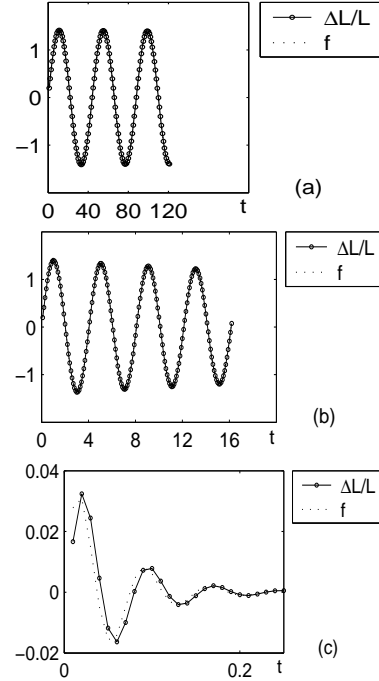 ΔL/L
f
1
0
−1
0 40 80 120 t
(a)
ΔL/L
f
1
0
−1
0 4 8 12 16 t
(b)
0.04
ΔL/L
f
0.02
0
−0.02
0 0.2 t
(c)